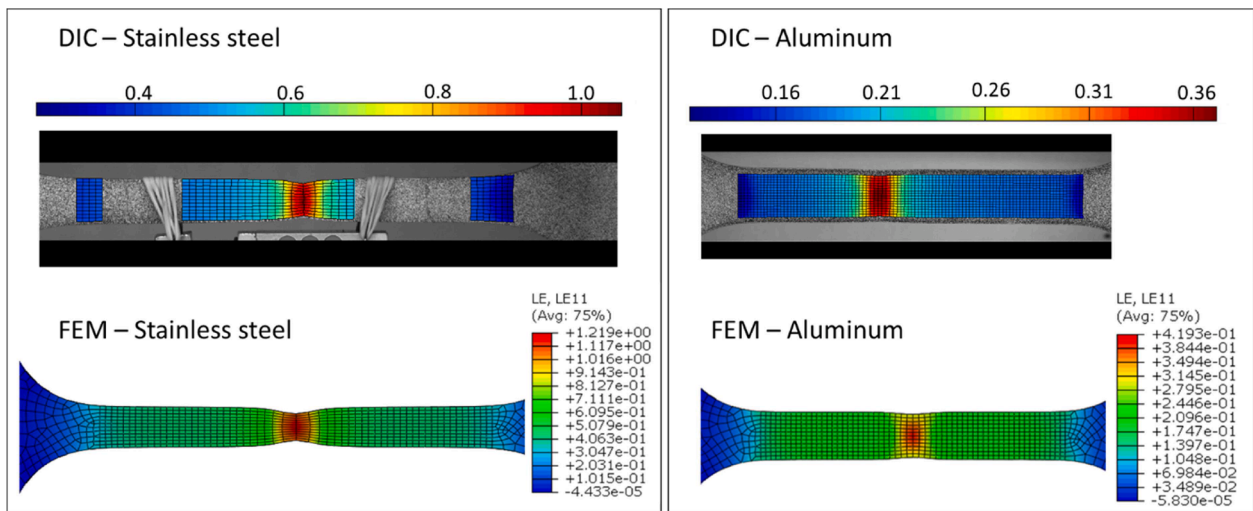 DIC – Stainless steel
0.4 0.6 0.8 1.0
FEM – Stainless steel
LE, LE11
(Avg: 75%)
+1.219e+00
+1.117e+00
+1.016e+00
+9.143e-01
+8.127e-01
+7.111e-01
+6.095e-01
+5.079e-01
+4.063e-01
+3.047e-01
+2.031e-01
+1.015e-01
-4.433e-05
DIC – Aluminum
0.16 0.21 0.26 0.31 0.36
FEM – Aluminum
LE, LE11
(Avg: 75%)
+4.193e-01
+3.844e-01
+3.494e-01
+3.145e-01
+2.795e-01
+2.446e-01
+2.096e-01
+1.747e-01
+1.397e-01
+1.048e-01
+6.984e-02
+3.489e-02
-5.830e-05